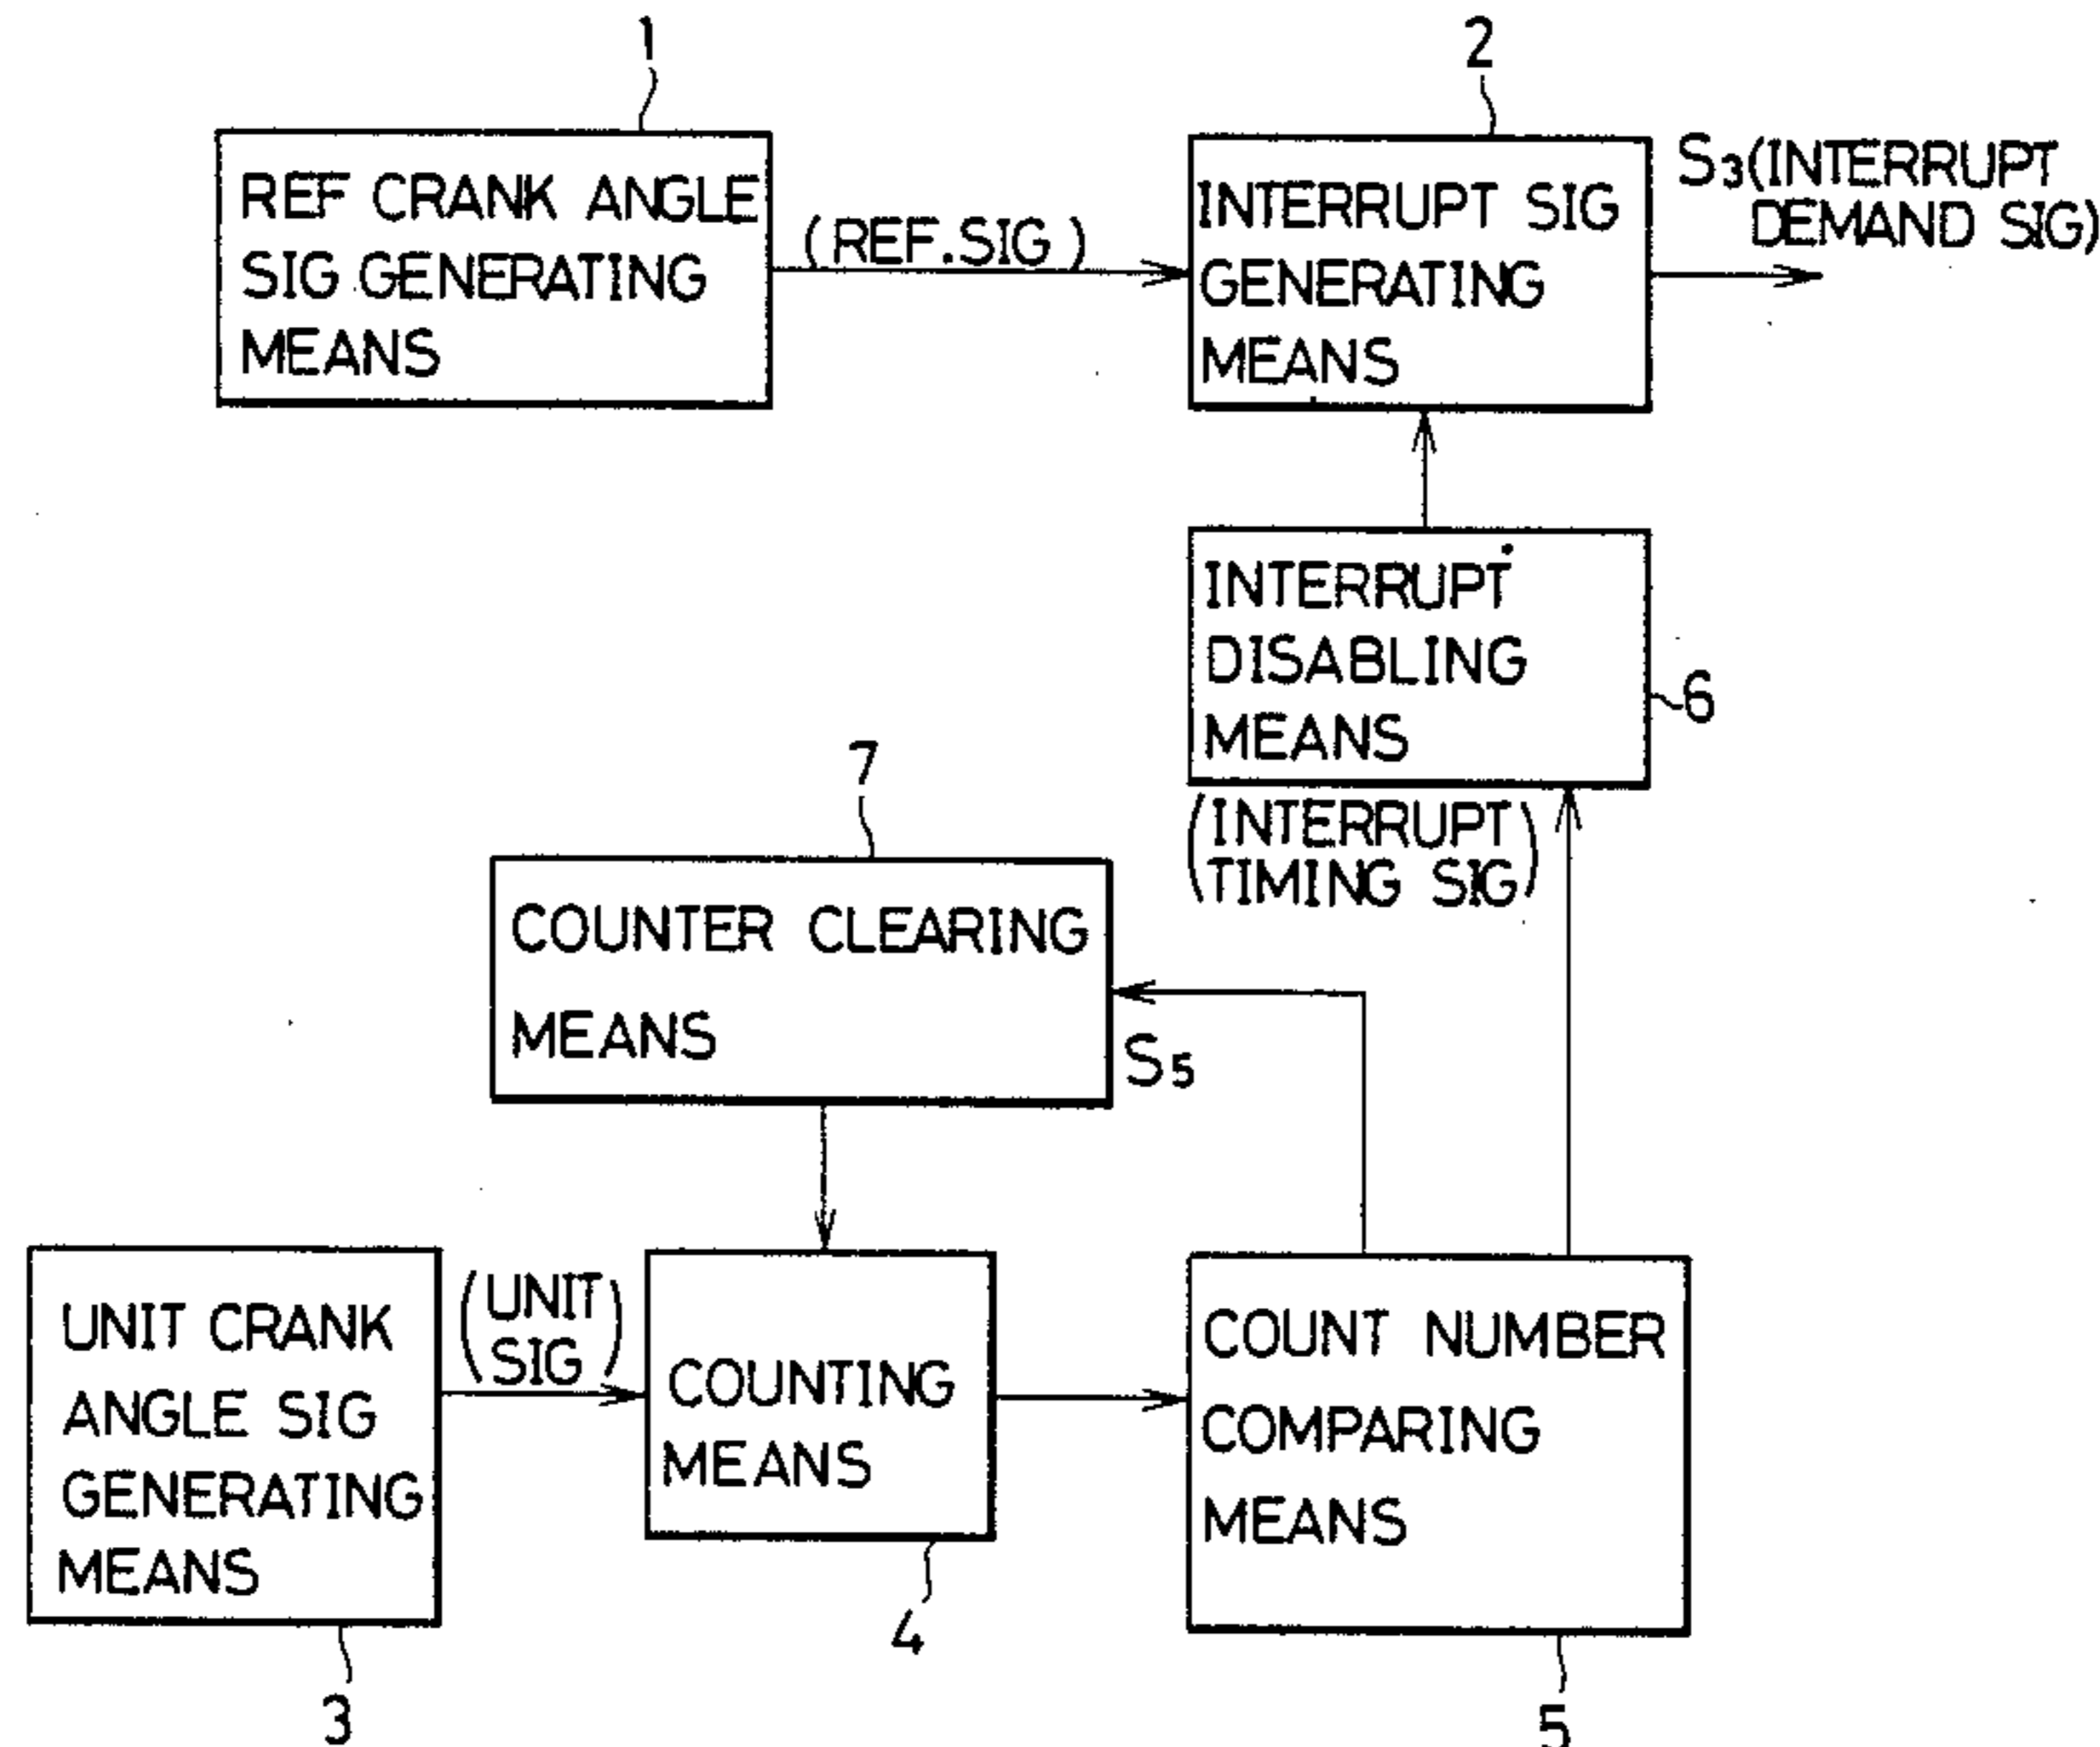 1
2
REF CRANK ANGLE
SIG GENERATING
MEANS
(REF.SIG)
INTERRUPT SIG
GENERATING
MEANS
S3(INTERRUPT
DEMAND SIG)
INTERRUPT
DISABLING
MEANS
6
(INTERRUPT
TIMING SIG)
7
COUNTER CLEARING
MEANS
S5
UNIT CRANK
ANGLE SIG
GENERATING
MEANS
3
(UNIT
SIG)
COUNTING
MEANS
4
COUNT NUMBER
COMPARING
MEANS
5